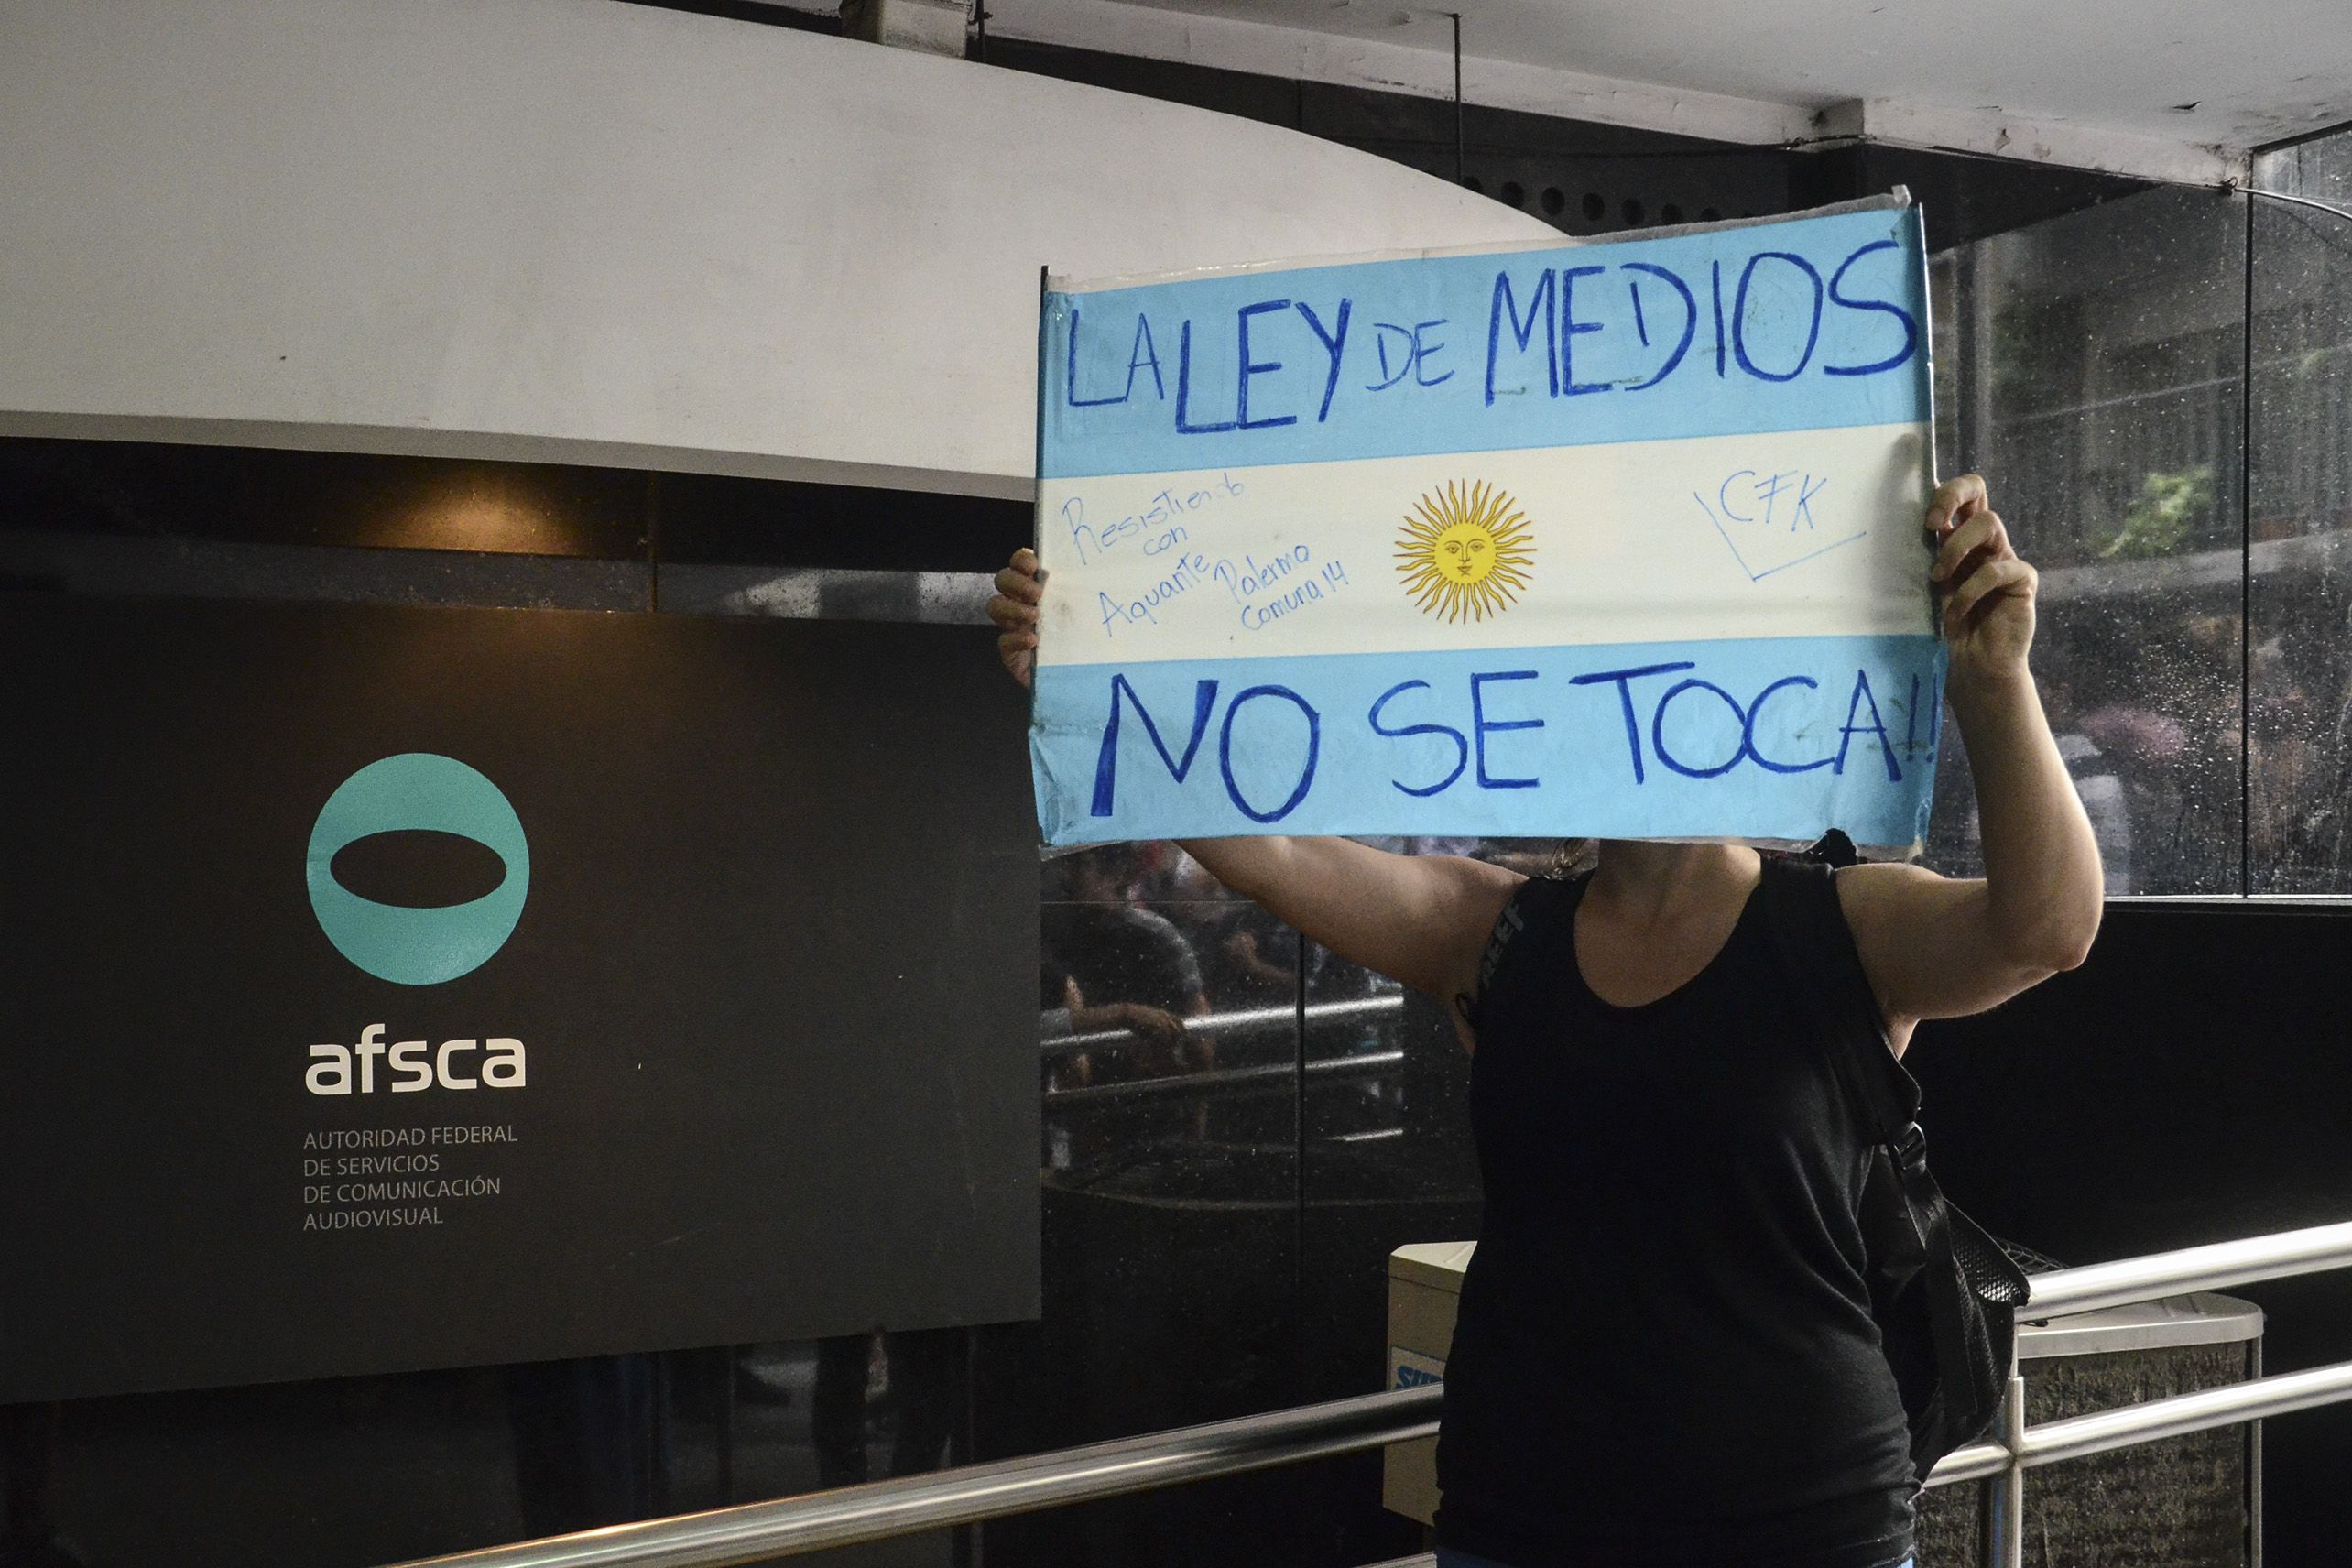 LA LEY DE MEDIOS
Resistiendo
con
Aguante
Palermo
Comuna 14
CFK
NO SE TOCA!!
afsca
AUTORIDAD FEDERAL
DE SERVICIOS
DE COMUNICACIÓN
AUDIOVISUAL